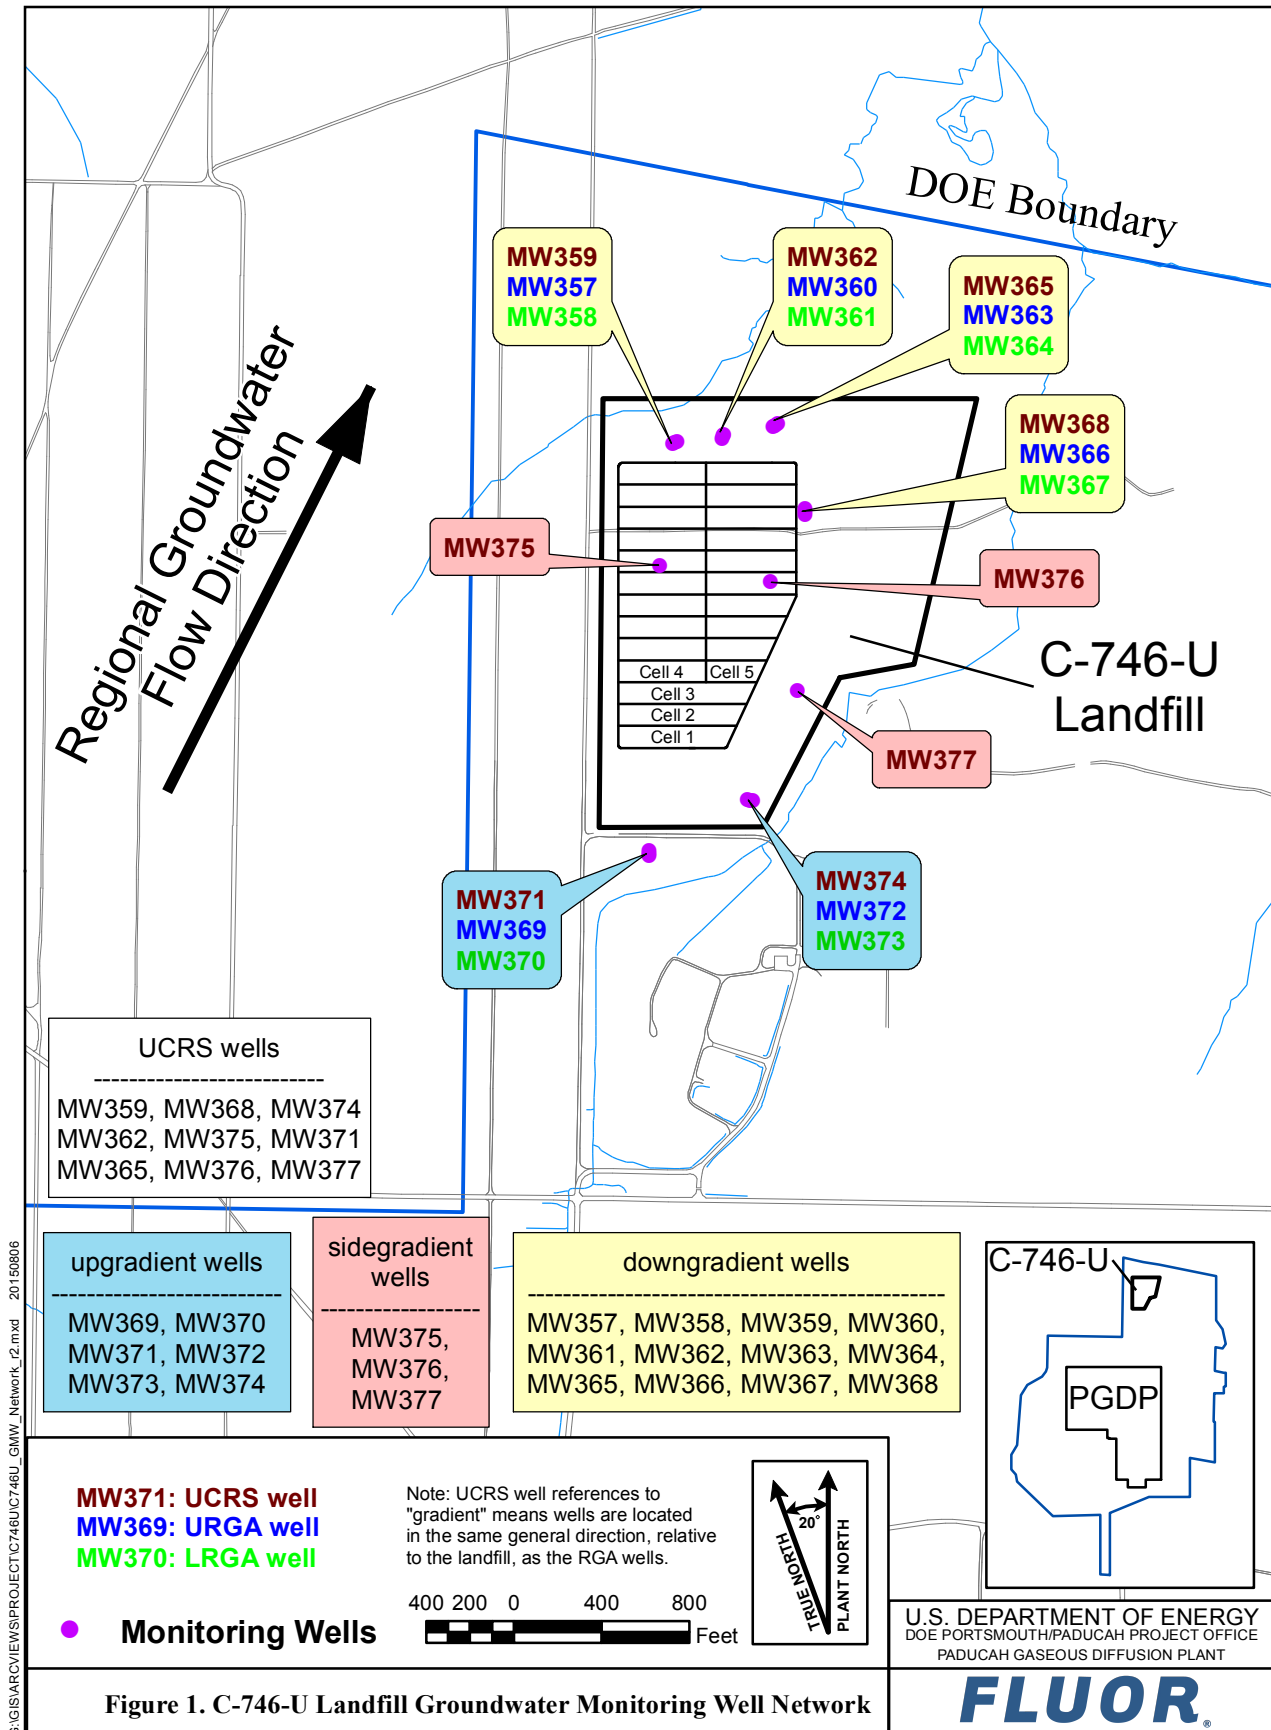 DOE Boundary
MW359
MW357
MW358
MW362
MW360
MW361
MW365
MW363
MW364
MW368
MW366
MW367
Regional Groundwater
Flow Direction
MW375
MW376
C-746-U
Landfill
Cell 4
Cell 5
Cell 3
Cell 2
Cell 1
MW377
MW371
MW369
MW370
MW374
MW372
MW373
UCRS wells
---------------------------
MW359, MW368, MW374
MW362, MW375, MW371
MW365, MW376, MW377
upgradient wells
---------------------------
MW369, MW370
MW371, MW372
MW373, MW374
sidegradient
wells
-------------------
MW375,
MW376,
MW377
downgradient wells
-------------------------------------------------
MW357, MW358, MW359, MW360,
MW361, MW362, MW363, MW364,
MW365, MW366, MW367, MW368
C-746-U
PGDP
MW371: UCRS well
MW369: URGA well
MW370: LRGA well
Monitoring Wells
Note: UCRS well references to
"gradient" means wells are located
in the same general direction, relative
to the landfill, as the RGA wells.
400 200 0 400 800
Feet
20°
TRUE NORTH
PLANT NORTH
U.S. DEPARTMENT OF ENERGY
DOE PORTSMOUTH/PADUCAH PROJECT OFFICE
PADUCAH GASEOUS DIFFUSION PLANT
FLUOR®
Figure 1. C-746-U Landfill Groundwater Monitoring Well Network
G:\GIS\ARCVIEWS\PROJECT\C746U\C746U_GMW_Network_r2.mxd 20150806